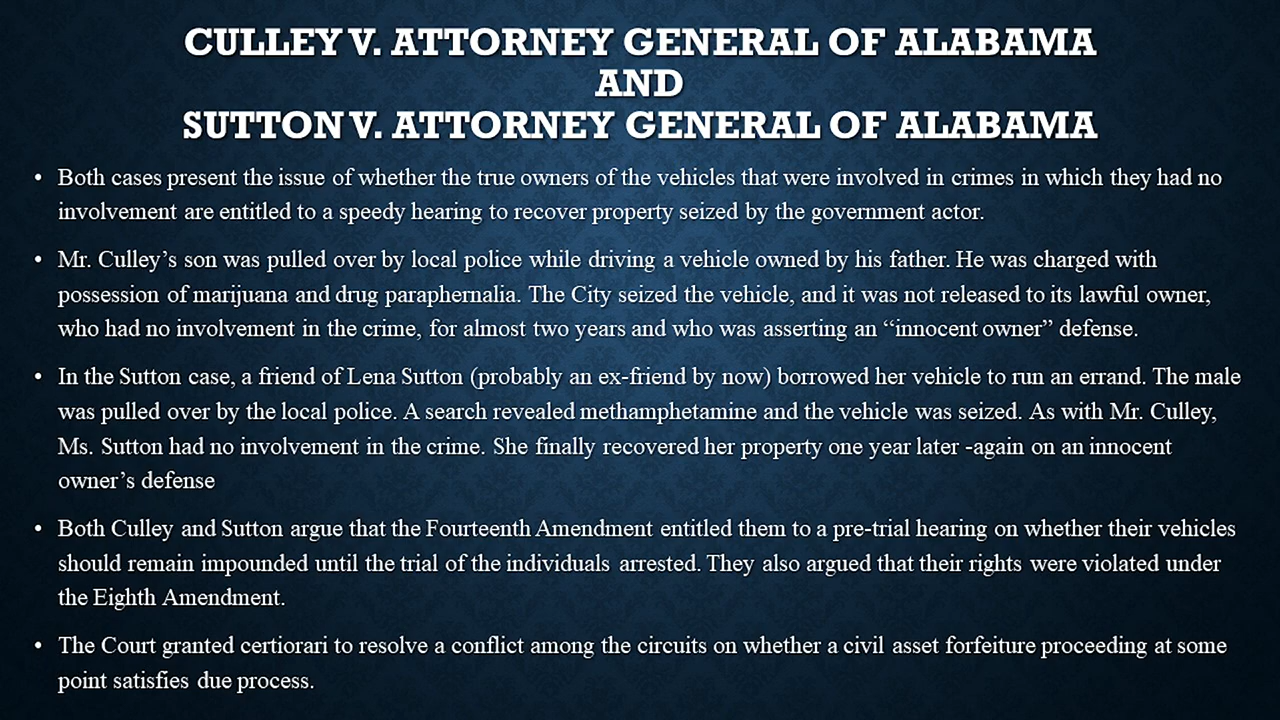 CULLEY V. ATTORNEY GENERAL OF ALABAMA
AND
SUTTON V. ATTORNEY GENERAL OF ALABAMA
• Both cases present the issue of whether the true owners of the vehicles that were involved in crimes in which they had no
involvement are entitled to a speedy hearing to recover property seized by the government actor.
• Mr. Culley’s son was pulled over by local police while driving a vehicle owned by his father. He was charged with
possession of marijuana and drug paraphernalia. The City seized the vehicle, and it was not released to its lawful owner,
who had no involvement in the crime, for almost two years and who was asserting an “innocent owner” defense.
• In the Sutton case, a friend of Lena Sutton (probably an ex-friend by now) borrowed her vehicle to run an errand. The male
was pulled over by the local police. A search revealed methamphetamine and the vehicle was seized. As with Mr. Culley,
Ms. Sutton had no involvement in the crime. She finally recovered her property one year later -again on an innocent
owner’s defense
• Both Culley and Sutton argue that the Fourteenth Amendment entitled them to a pre-trial hearing on whether their vehicles
should remain impounded until the trial of the individuals arrested. They also argued that their rights were violated under
the Eighth Amendment.
• The Court granted certiorari to resolve a conflict among the circuits on whether a civil asset forfeiture proceeding at some
point satisfies due process.